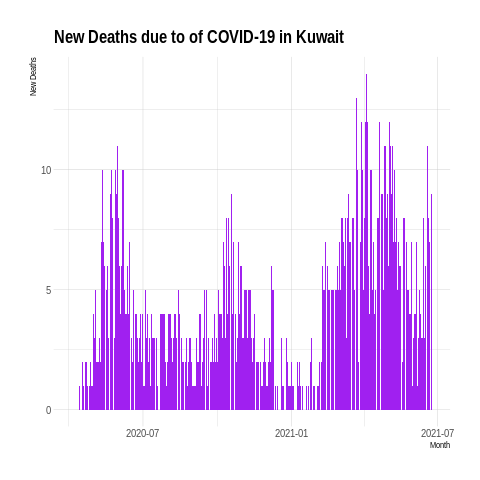 New Deaths due to of COVID-19 in Kuwait
New Deaths
10
5
0
2020-07
2021-01
2021-07
Month